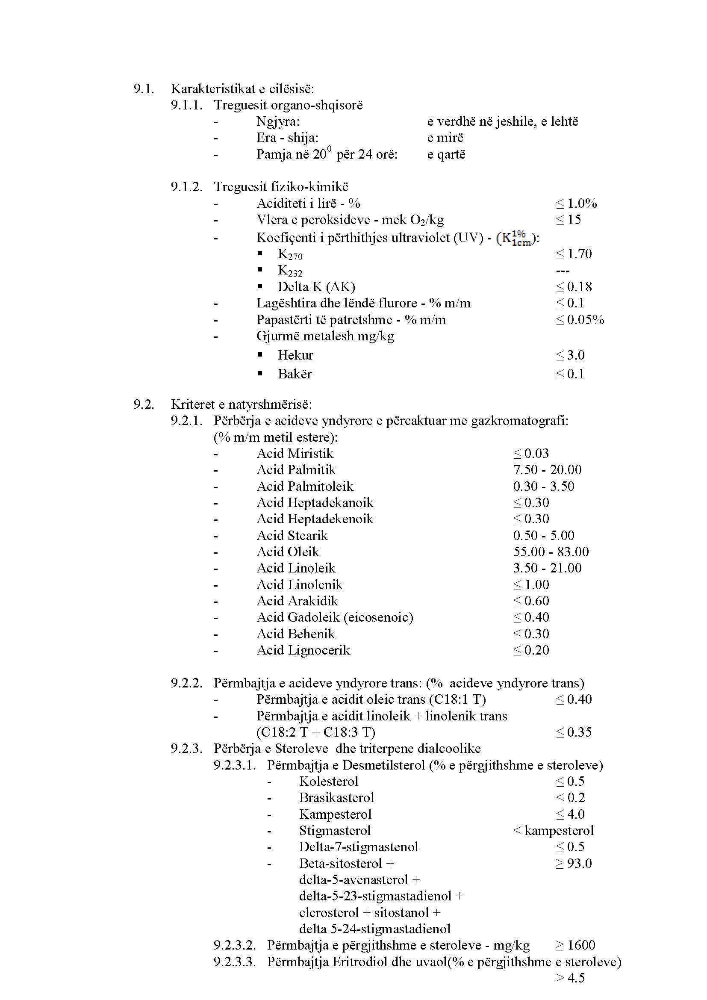 9.1. Karakteristikat e cilësisë:
9.1.1. Treguesit organo-shqisorë
- Ngjyra: e verdhë në jeshile, e lehtë
- Era - shija: e mirë
- Pamja në 20⁰ për 24 orë: e qartë
9.1.2. Treguesit fiziko-kimikë
- Aciditeti i lirë - % ≤ 1.0%
- Vlera e peroksideve - mek O₂/kg ≤ 15
- Koefiçenti i përthithjes ultraviolet (UV) - (K¹%₁cm):
▪ K₂₇₀ ≤ 1.70
▪ K₂₃₂ ---
▪ Delta K (ΔK) ≤ 0.18
- Lagështira dhe lëndë flurore - % m/m ≤ 0.1
- Papastërti të patretshme - % m/m ≤ 0.05%
- Gjurmë metalesh mg/kg
▪ Hekur ≤ 3.0
▪ Bakër ≤ 0.1
9.2. Kriteret e natyrshmërisë:
9.2.1. Përbërja e acideve yndyrore e përcaktuar me gazkromatografi:
(% m/m metil estere):
- Acid Miristik ≤ 0.03
- Acid Palmitik 7.50 - 20.00
- Acid Palmitoleik 0.30 - 3.50
- Acid Heptadekanoik ≤ 0.30
- Acid Heptadekenoik ≤ 0.30
- Acid Stearik 0.50 - 5.00
- Acid Oleik 55.00 - 83.00
- Acid Linoleik 3.50 - 21.00
- Acid Linolenik ≤ 1.00
- Acid Arakidik ≤ 0.60
- Acid Gadoleik (eicosenoic) ≤ 0.40
- Acid Behenik ≤ 0.30
- Acid Lignocerik ≤ 0.20
9.2.2. Përmbajtja e acideve yndyrore trans: (% acideve yndyrore trans)
- Përmbajtja e acidit oleic trans (C18:1 T) ≤ 0.40
- Përmbajtja e acidit linoleik + linolenik trans
(C18:2 T + C18:3 T) ≤ 0.35
9.2.3. Përbërja e Steroleve dhe triterpene dialcoolike
9.2.3.1. Përmbajtja e Desmetilsterol (% e përgjithshme e steroleve)
- Kolesterol ≤ 0.5
- Brasikasterol < 0.2
- Kampesterol ≤ 4.0
- Stigmasterol < kampesterol
- Delta-7-stigmastenol ≤ 0.5
- Beta-sitosterol + ≥ 93.0
delta-5-avenasterol +
delta-5-23-stigmastadienol +
clerosterol + sitostanol +
delta 5-24-stigmastadienol
9.2.3.2. Përmbajtja e përgjithshme e steroleve - mg/kg ≥ 1600
9.2.3.3. Përmbajtja Eritrodiol dhe uvaol(% e përgjithshme e steroleve)
> 4.5